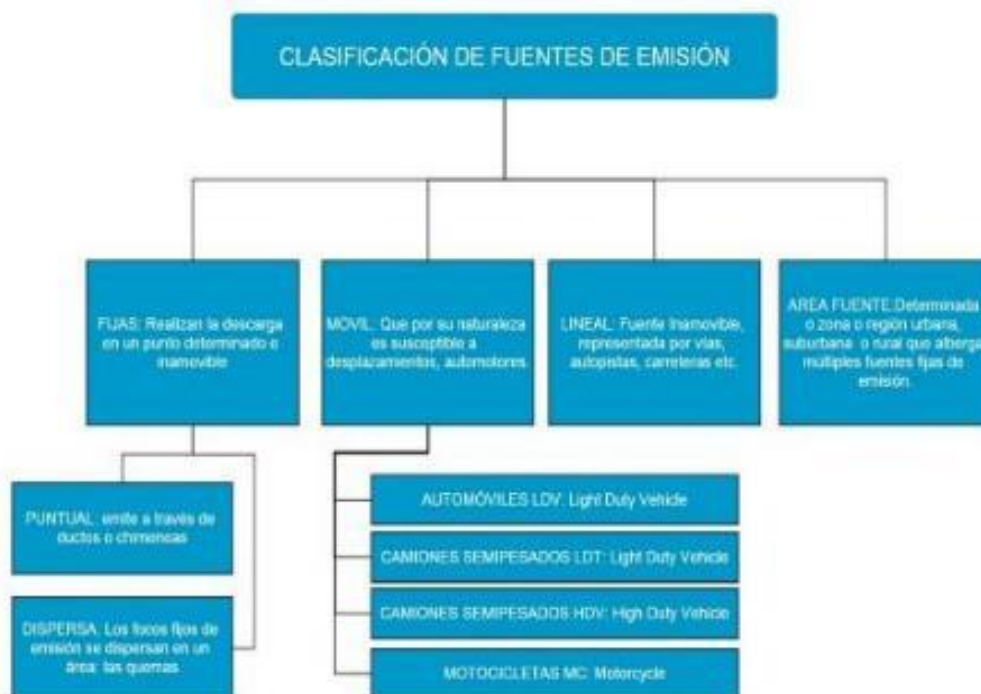 CLASIFICACIÓN DE FUENTES DE EMISIÓN
FIJAS: Realizan la descarga
en un punto determinado e
inamovible
MOVIL: Que por su naturaleza
es susceptible a
desplazamientos, automotores.
LINEAL: Fuente Inamovible,
representada por vías,
autopistas, carreteras etc.
AREA FUENTE:Determinada
o zona o región urbana,
suburbana o rural que alberga
múltiples fuentes fijas de
emisión.
PUNTUAL: emite a través de
ductos o chimeneas
DISPERSA: Los focos fijos de
emisión se dispersan en un
área: las quemas
AUTOMÓVILES LDV: Light Duty Vehicle
CAMIONES SEMIPESADOS LDT: Light Duty Vehicle
CAMIONES SEMIPESADOS HDV: High Duty Vehicle
MOTOCICLETAS MC: Motorcycle